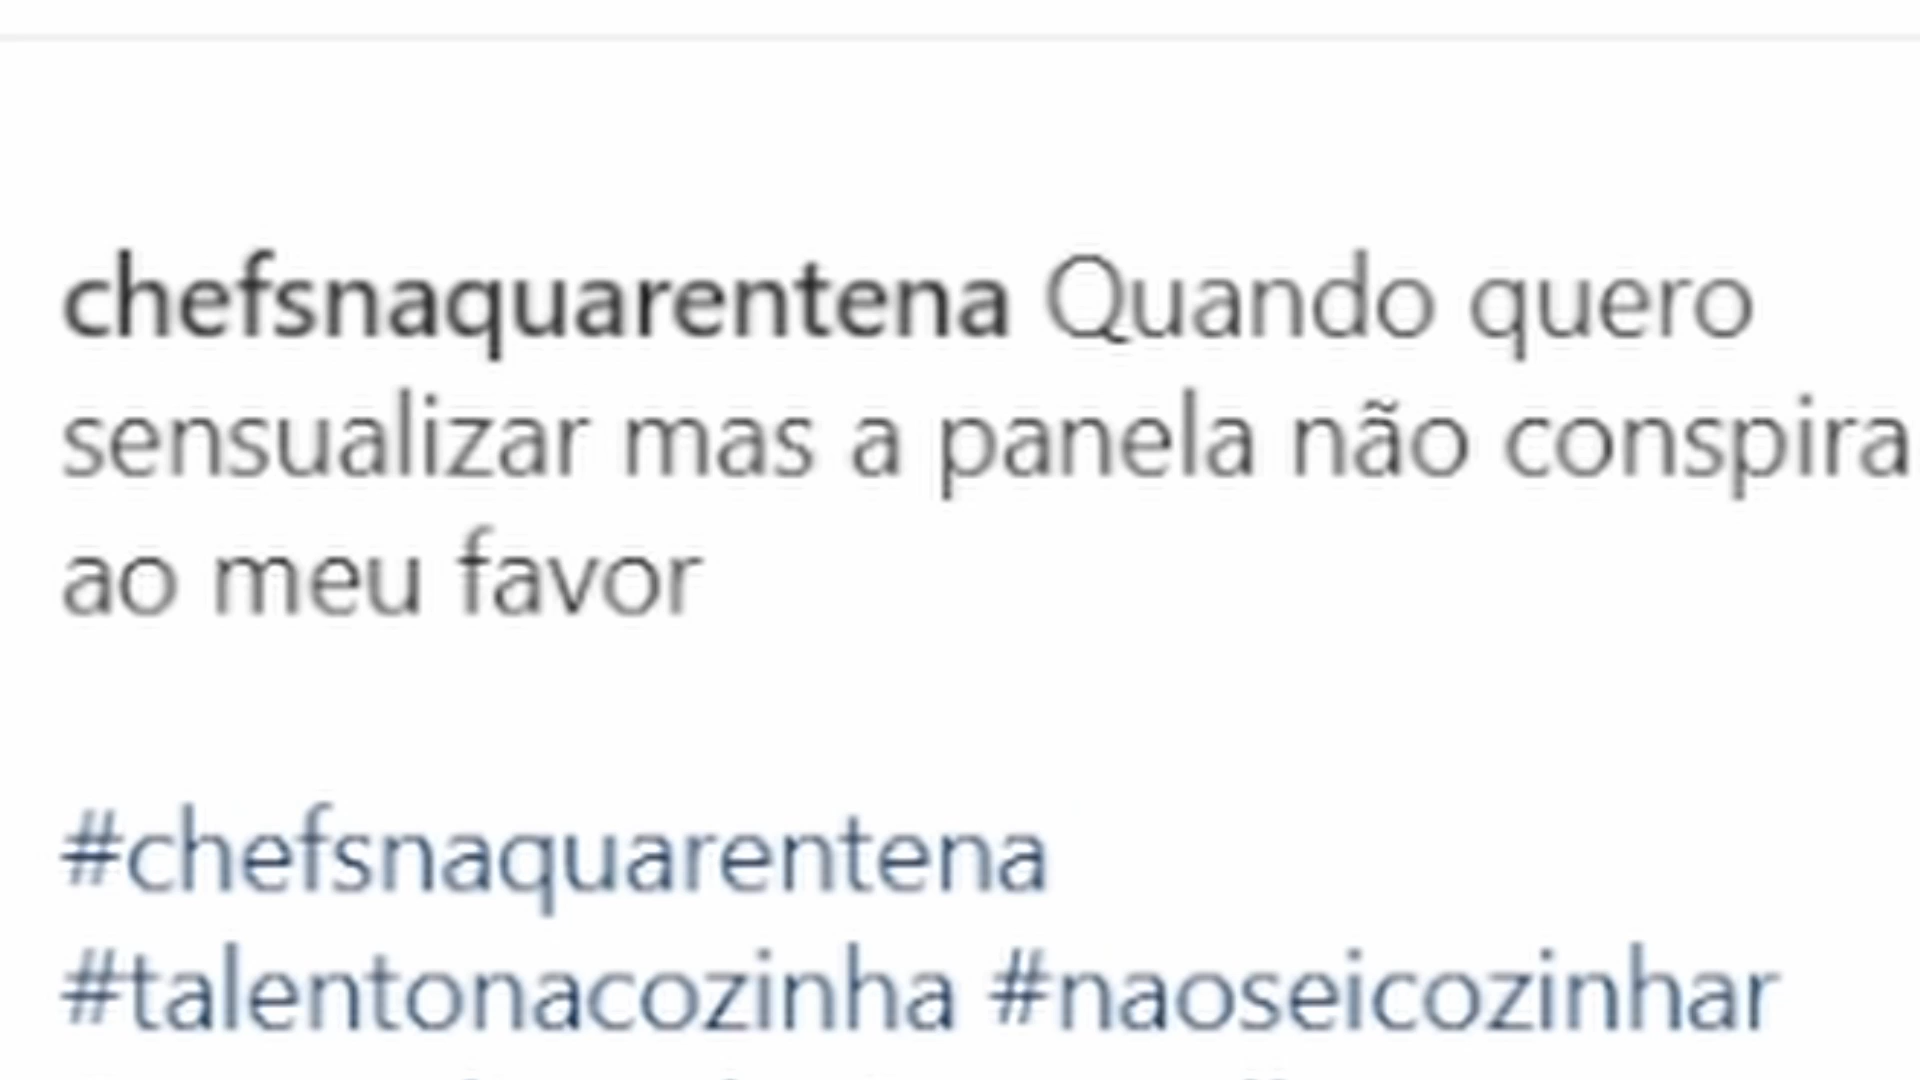 chefsnaquarentena Quando quero
sensualizar mas a panela não conspira
ao meu favor
#chefsnaquarentena
#talentonacozinha #naoseicozinhar